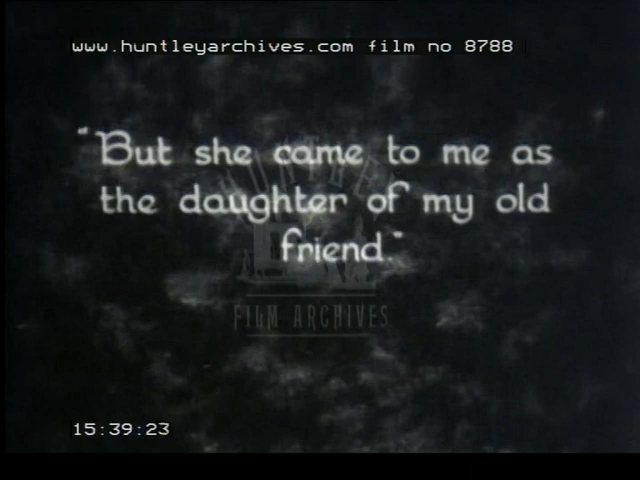 www.huntleyarchives.com film no 8788
"But she came to me as
the daughter of my old
friend."
HUNTLEY
FILM ARCHIVES
15:39:23